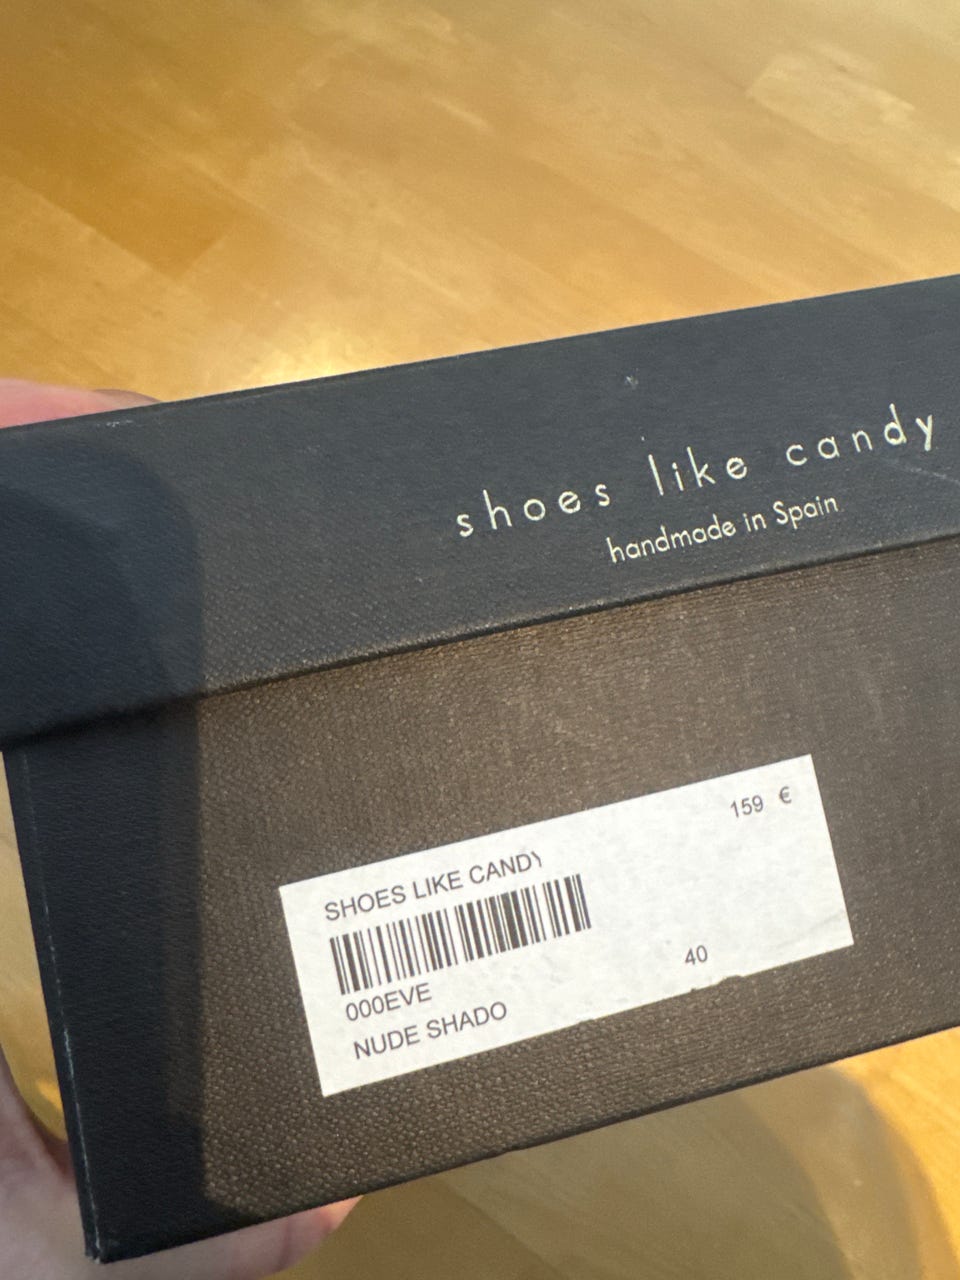 shoes like candy
handmade in Spain
159 €
SHOES LIKE CANDY
000EVE
40
NUDE SHADO